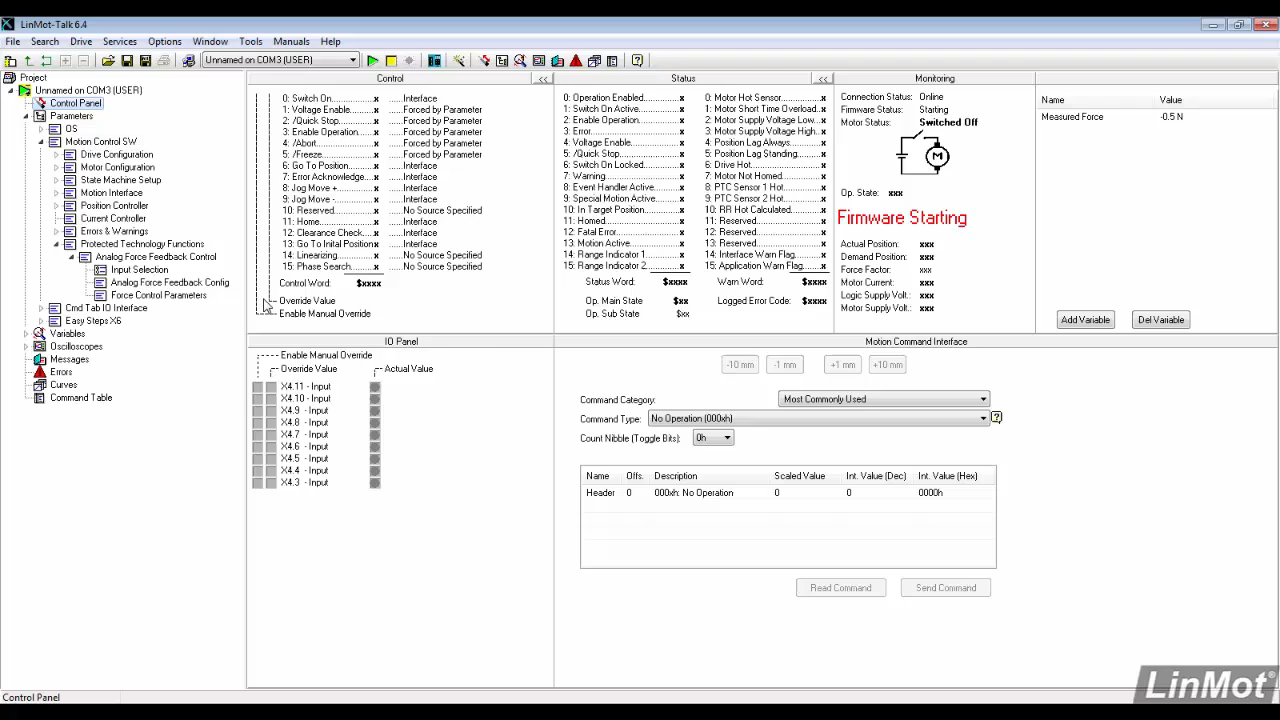 LinMot-Talk 6.4
File Search Drive Services Options Window Tools Manuals Help
Unnamed on COM3 (USER)
Project
Unnamed on COM3 (USER)
Control Panel
Parameters
OS
Motion Control SW
Drive Configuration
Motor Configuration
State Machine Setup
Motion Interface
Position Controller
Current Controller
Errors & Warnings
Protected Technology Functions
Analog Force Feedback Control
Input Selection
Analog Force Feedback Config
Force Control Parameters
Cmd Tab IO Interface
Easy Steps X6
Variables
Oscilloscopes
Messages
Errors
Curves
Command Table
Control <<
0: Switch On.....x ....Interface
1: Voltage Enable.....x ....Forced by Parameter
2: /Quick Stop.....x ....Forced by Parameter
3: Enable Operation.....x ....Forced by Parameter
4: /Abort.....x ....Forced by Parameter
5: /Freeze.....x ....Forced by Parameter
6: Go To Position.....x ....Interface
7: Error Acknowledge...x ....Interface
8: Jog Move +.....x ....Interface
9: Jog Move -.....x ....Interface
10: Reserved.....x ....No Source Specified
11: Home.....x ....Interface
12: Clearance Check.....x ....Interface
13: Go To Inital Position x ....Interface
14: Linearizing.....x ....No Source Specified
15: Phase Search.....x ....No Source Specified
Control Word: $xxxx
Override Value
Enable Manual Override
Status <<
0: Operation Enabled.....x
1: Switch On Active.....x
2: Enable Operation.....x
3: Error.....x
4: Voltage Enable.....x
5: /Quick Stop.....x
6: Switch On Locked.....x
7: Warning.....x
8: Event Handler Active.....x
9: Special Motion Active.....x
10: In Target Position.....x
11: Homed.....x
12: Fatal Error.....x
13: Motion Active.....x
14: Range Indicator 1.....x
15: Range Indicator 2.....x
Status Word: $xxxx
Op. Main State $xx
Op. Sub State $xx
0: Motor Hot Sensor.....x
1: Motor Short Time Overload..x
2: Motor Supply Voltage Low...x
3: Motor Supply Voltage High..x
4: Position Lag Always.....x
5: Position Lag Standing.....x
6: Drive Hot.....x
7: Motor Not Homed.....x
8: PTC Sensor 1 Hot.....x
9: PTC Sensor 2 Hot.....x
10: RR Hot Calculated.....x
11: Reserved.....x
12: Reserved.....x
13: Reserved.....x
14: Interface Warn Flag.....x
15: Application Warn Flag.....x
Warn Word: $xxxx
Logged Error Code: $xxxx
Monitoring
Connection Status: Online
Firmware Status: Starting
Motor Status: Switched Off
M
Op. State: xxx
Firmware Starting
Actual Position: xxx
Demand Position: xxx
Force Factor: xxx
Motor Current: xxx
Logic Supply Volt.: xxx
Motor Supply Volt.: xxx
Name Value
Measured Force -0.5 N
Add Variable Del Variable
IO Panel
Enable Manual Override
Override Value Actual Value
X4.11 - Input
X4.10 - Input
X4.9 - Input
X4.8 - Input
X4.7 - Input
X4.6 - Input
X4.5 - Input
X4.4 - Input
X4.3 - Input
Motion Command Interface
-10 mm -1 mm +1 mm +10 mm
Command Category: Most Commonly Used
Command Type: No Operation (000xh)
Count Nibble (Toggle Bits): 0h
Name Offs. Description Scaled Value Int. Value (Dec) Int. Value (Hex)
Header 0 000xh: No Operation 0 0 0000h
Read Command Send Command
Control Panel
LinMot®